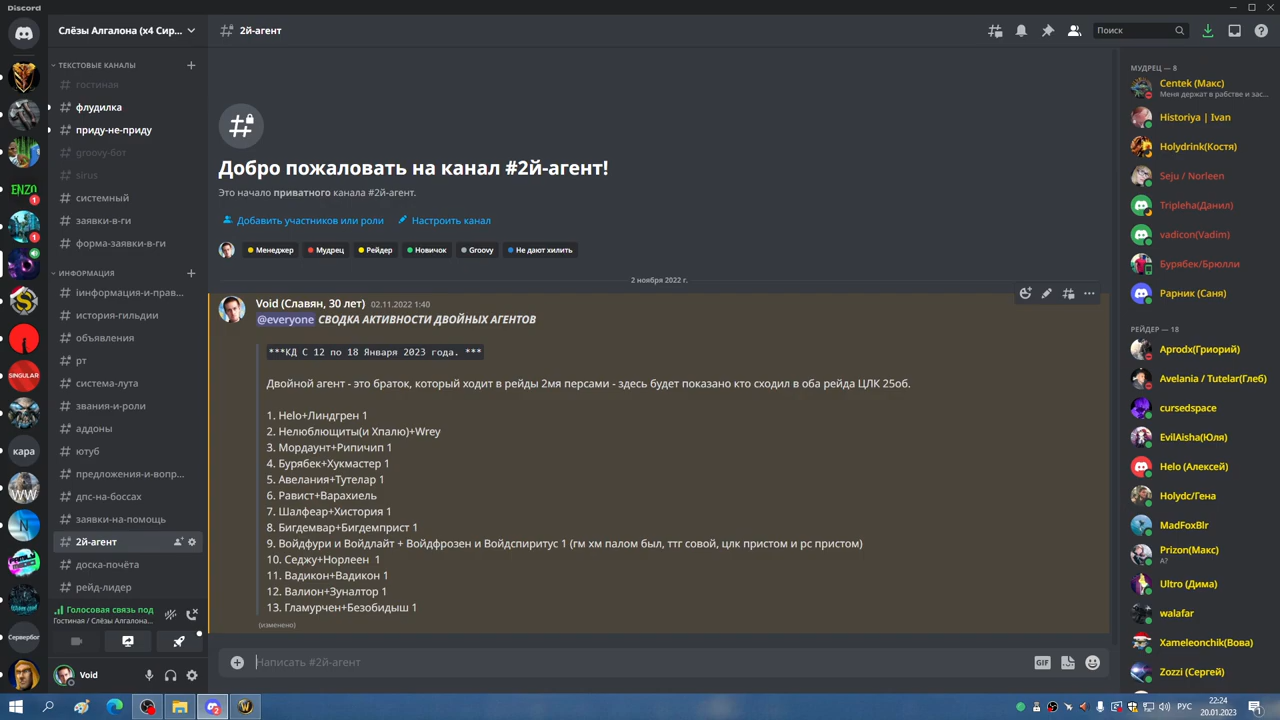 Discord
Слёзы Алгалона (x4 Сир...
2й-агент
Поиск
ТЕКСТОВЫЕ КАНАЛЫ
гостиная
флудилка
приду-не-приду
groovy-бот
sirus
системный
заявки-в-ги
форма-заявки-в-ги
ИНФОРМАЦИЯ
iинформация-и-прав...
история-гильдии
объявления
рт
система-лута
звания-и-роли
аддоны
ютуб
предложения-и-вопр...
дпс-на-боссах
заявки-на-помощь
2й-агент
доска-почёта
рейд-лидер
Голосовая связь под
Гостиная / Слёзы Алгалона...
Void
ENZO
1
1
SINGULAR
кара
WW
Серверbог
Добро пожаловать на канал #2й-агент!
Это начало приватного канала #2й-агент.
Добавить участников или роли
Настроить канал
Менеджер
Мудрец
Рейдер
Новичок
Groovy
Не дают хилить
2 ноября 2022 г.
Void (Славян, 30 лет) 02.11.2022 1:40
@everyone СВОДКА АКТИВНОСТИ ДВОЙНЫХ АГЕНТОВ
***КД С 12 по 18 Января 2023 года. ***
Двойной агент - это браток, который ходит в рейды 2мя персами - здесь будет показано кто сходил в оба рейда ЦЛК 25об.
1. Helo+Линдгрен 1
2. Нелюблющиты(и Хпалю)+Wrey
3. Мордаунт+Рипичип 1
4. Бурябек+Хукмастер 1
5. Авелания+Тутелар 1
6. Равист+Варахиель
7. Шалфеар+Хистория 1
8. Бигдемвар+Бигдемприст 1
9. Войдфури и Войдлайт + Войдфрозен и Войдспиритус 1 (гм хм палом был, ттг совой, цлк пристом и рс пристом)
10. Седжу+Норлеен 1
11. Вадикон+Вадикон 1
12. Валион+Зуналтор 1
13. Гламурчен+Безобидыш 1
(изменено)
Написать #2й-агент
GIF
МУДРЕЦ — 8
Centek (Макс)
Меня держат в рабстве и зас...
Historiya | Ivan
Holydrink(Костя)
Seju / Norleen
Tripleha(Данил)
vadicon(Vadim)
Бурябек/Брюлли
Рарник (Саня)
РЕЙДЕР — 18
Aprodx(Гриорий)
Avelania / Tutelar(Глеб)
cursedspace
EvilAisha(Юля)
Helo (Алексей)
Holydc/Гена
MadFoxBlr
Prizon(Макс)
А?
Ultro (Дима)
walafar
Xameleonchik(Вова)
Zozzi (Сергей)
РУС
22:24
20.01.2023
1